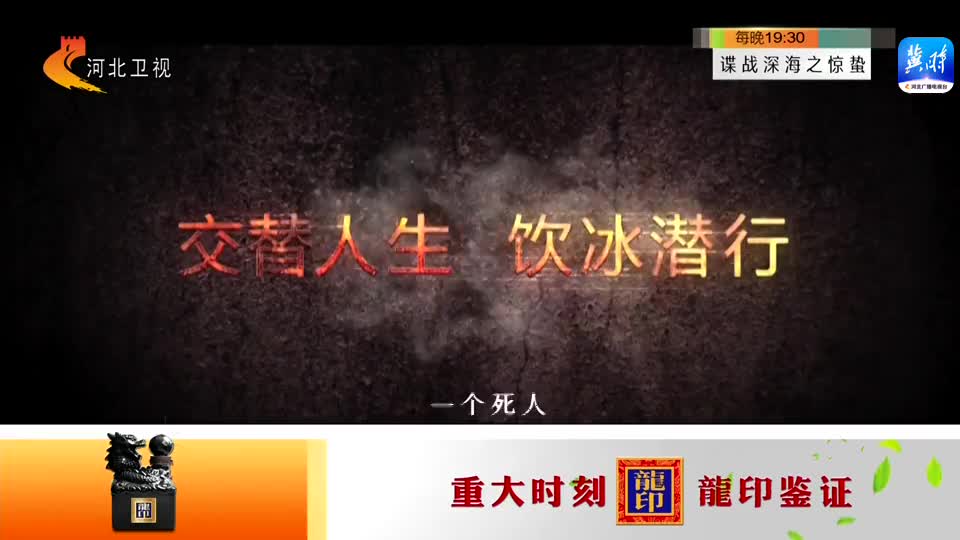 河北卫视
每晚19:30
谍战深海之惊蛰
冀时
河北广播电视台
交替人生 饮冰潜行
一个死人
龍印
重大时刻 龍印 龍印鉴证